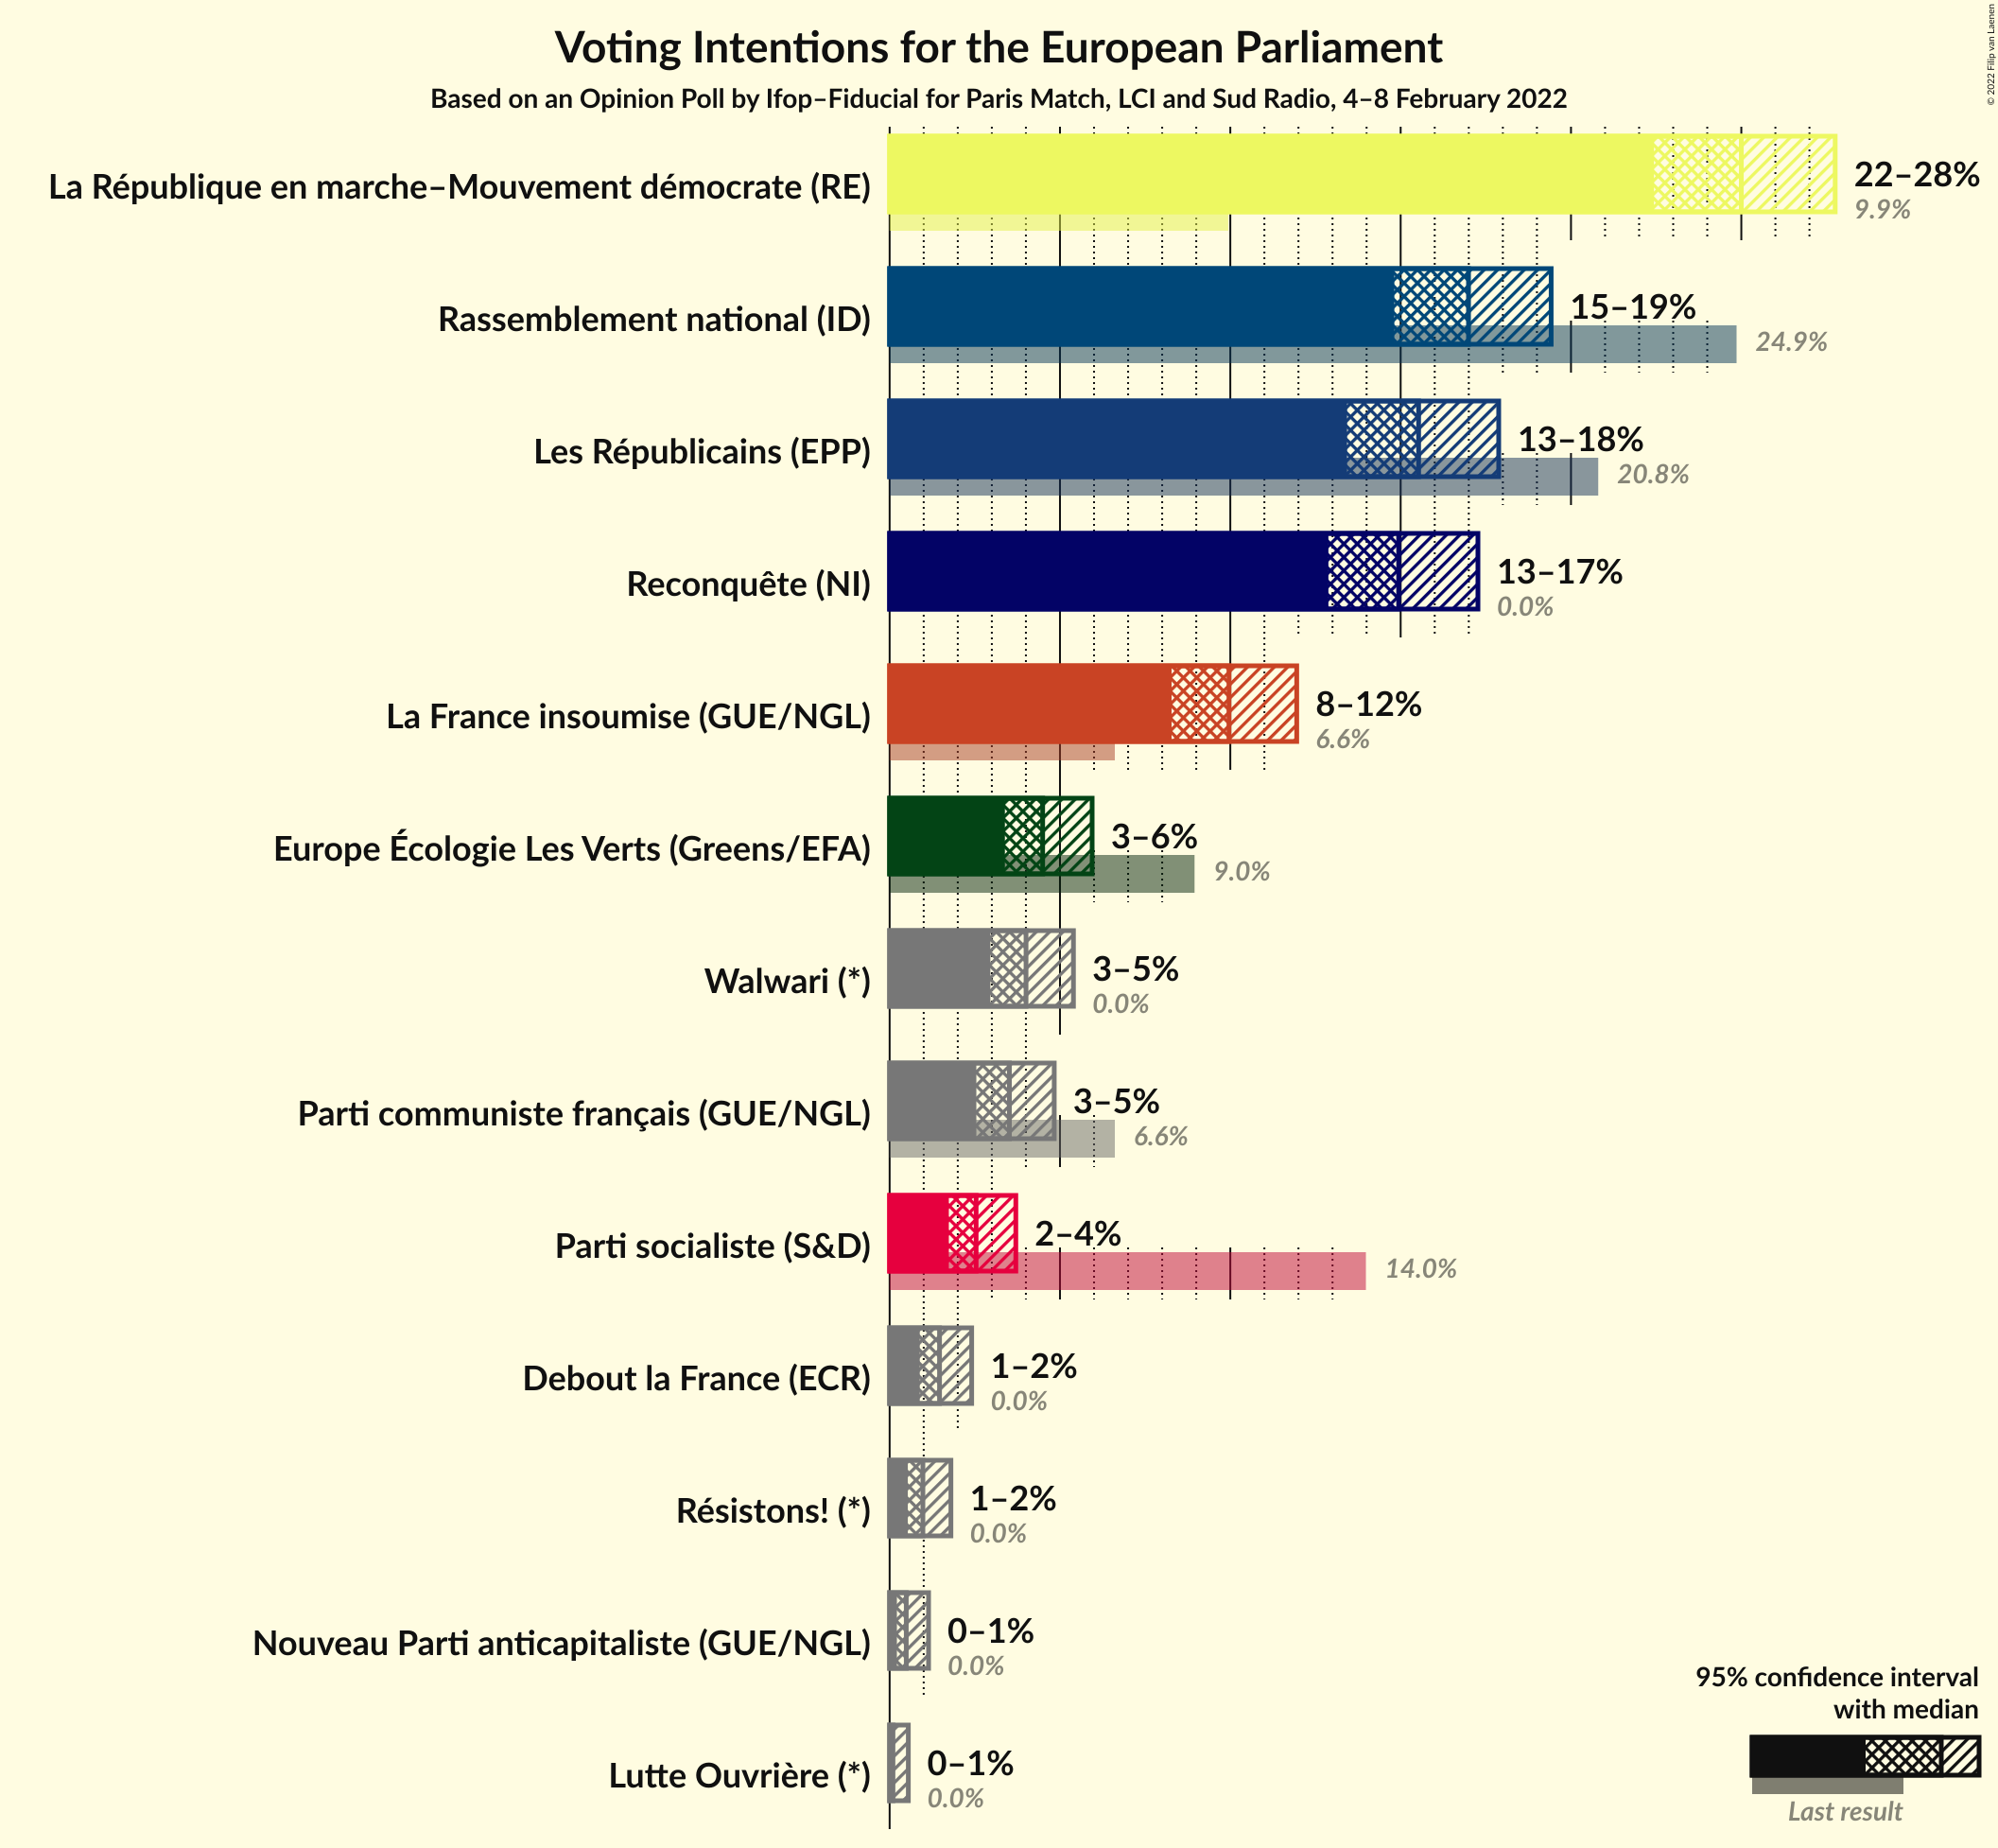 Voting Intentions for the European Parliament
Based on an Opinion Poll by Ifop–Fiducial for Paris Match, LCI and Sud Radio, 4–8 February 2022
© 2022 Filip van Laenen
La République en marche–Mouvement démocrate (RE)
22–28%
9.9%
Rassemblement national (ID)
15–19%
24.9%
Les Républicains (EPP)
13–18%
20.8%
Reconquête (NI)
13–17%
0.0%
La France insoumise (GUE/NGL)
8–12%
6.6%
Europe Écologie Les Verts (Greens/EFA)
3–6%
9.0%
Walwari (*)
3–5%
0.0%
Parti communiste français (GUE/NGL)
3–5%
6.6%
Parti socialiste (S&D)
2–4%
14.0%
Debout la France (ECR)
1–2%
0.0%
Résistons! (*)
1–2%
0.0%
Nouveau Parti anticapitaliste (GUE/NGL)
0–1%
0.0%
Lutte Ouvrière (*)
0–1%
0.0%
95% confidence interval
with median
Last result